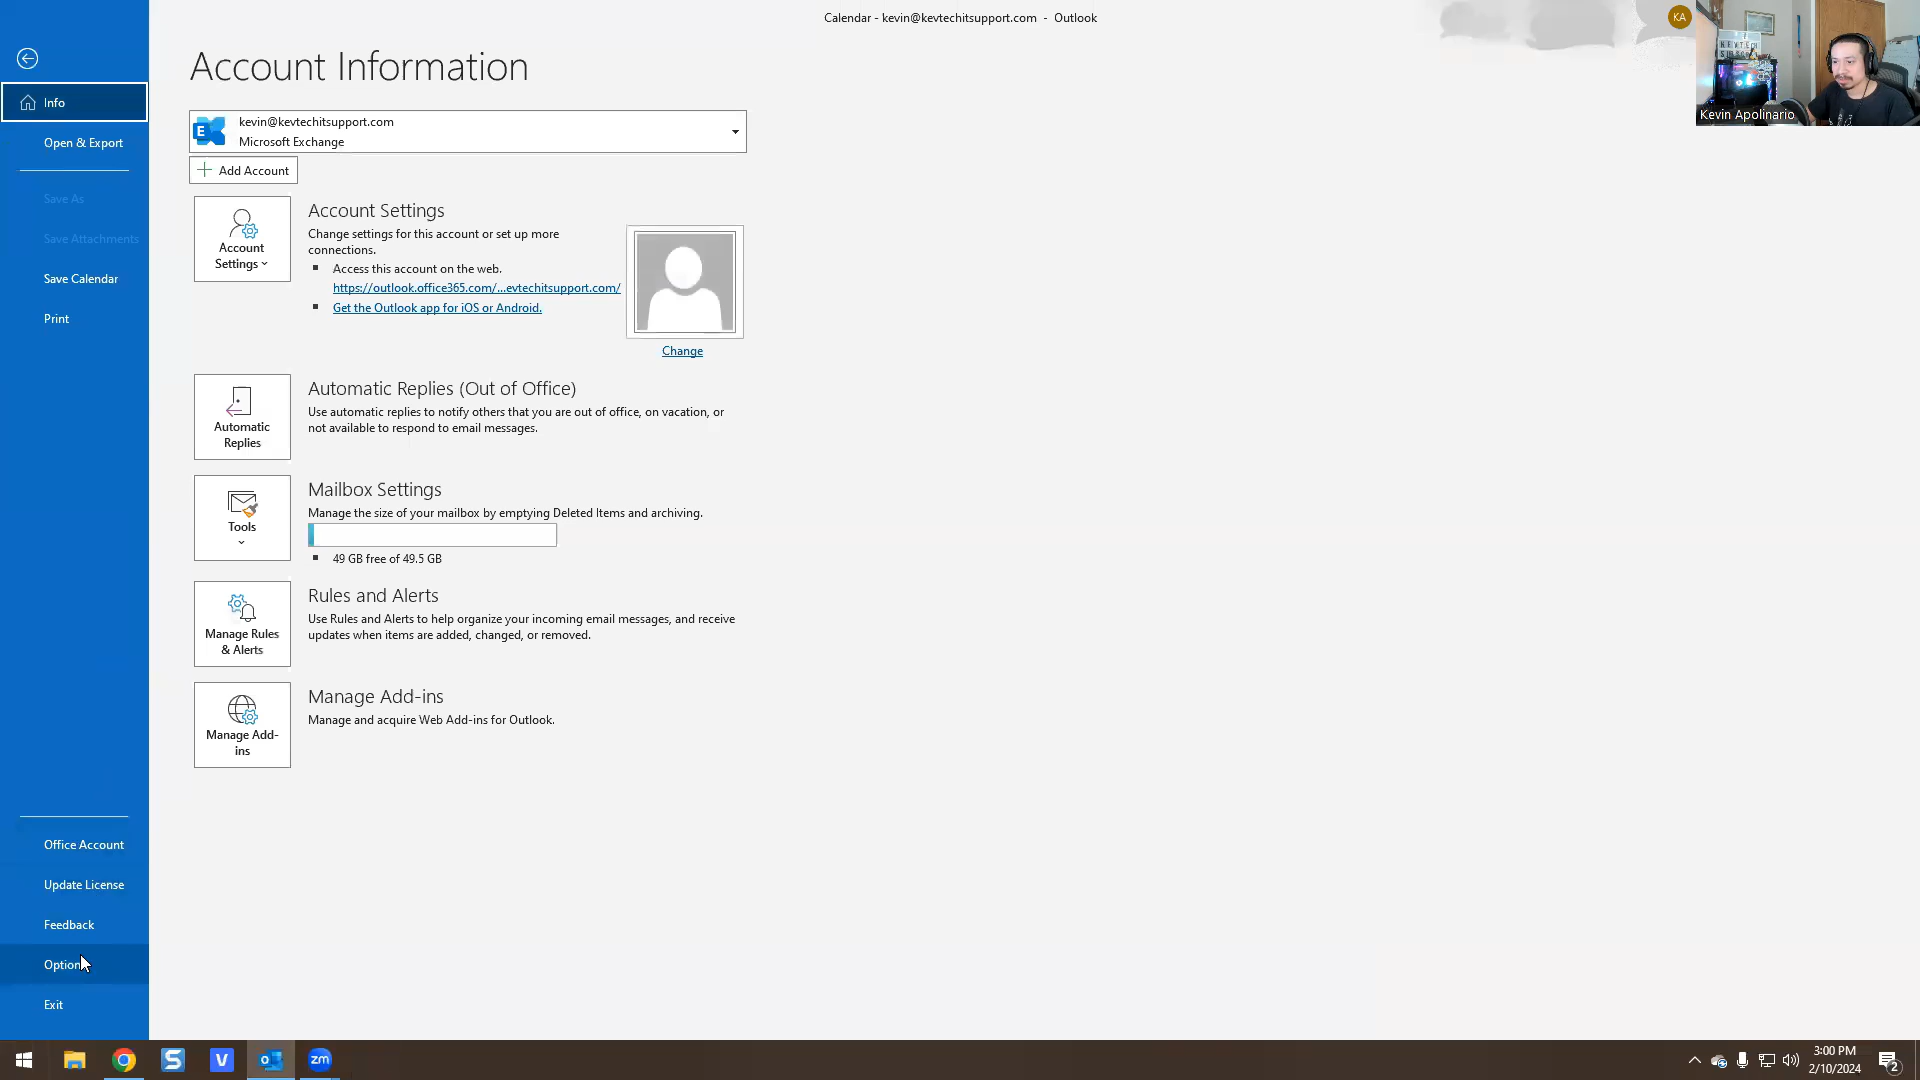 Calendar - kevin@kevtechitsupport.com - Outlook
KA
KEVTECH
Kevin Apolinario
Info
Open & Export
Save As
Save Attachments
Save Calendar
Print
Office Account
Update License
Feedback
Option
Exit
Account Information
E
kevin@kevtechitsupport.com
Microsoft Exchange
Add Account
Account
Settings
Account Settings
Change settings for this account or set up more
connections.
Access this account on the web.
https://outlook.office365.com/...evtechitsupport.com/
Get the Outlook app for iOS or Android.
Change
Automatic
Replies
Automatic Replies (Out of Office)
Use automatic replies to notify others that you are out of office, on vacation, or
not available to respond to email messages.
Tools
Mailbox Settings
Manage the size of your mailbox by emptying Deleted Items and archiving.
49 GB free of 49.5 GB
Manage Rules
& Alerts
Rules and Alerts
Use Rules and Alerts to help organize your incoming email messages, and receive
updates when items are added, changed, or removed.
Manage Add-
ins
Manage Add-ins
Manage and acquire Web Add-ins for Outlook.
S
V
O
zm
3:00 PM
2/10/2024
2